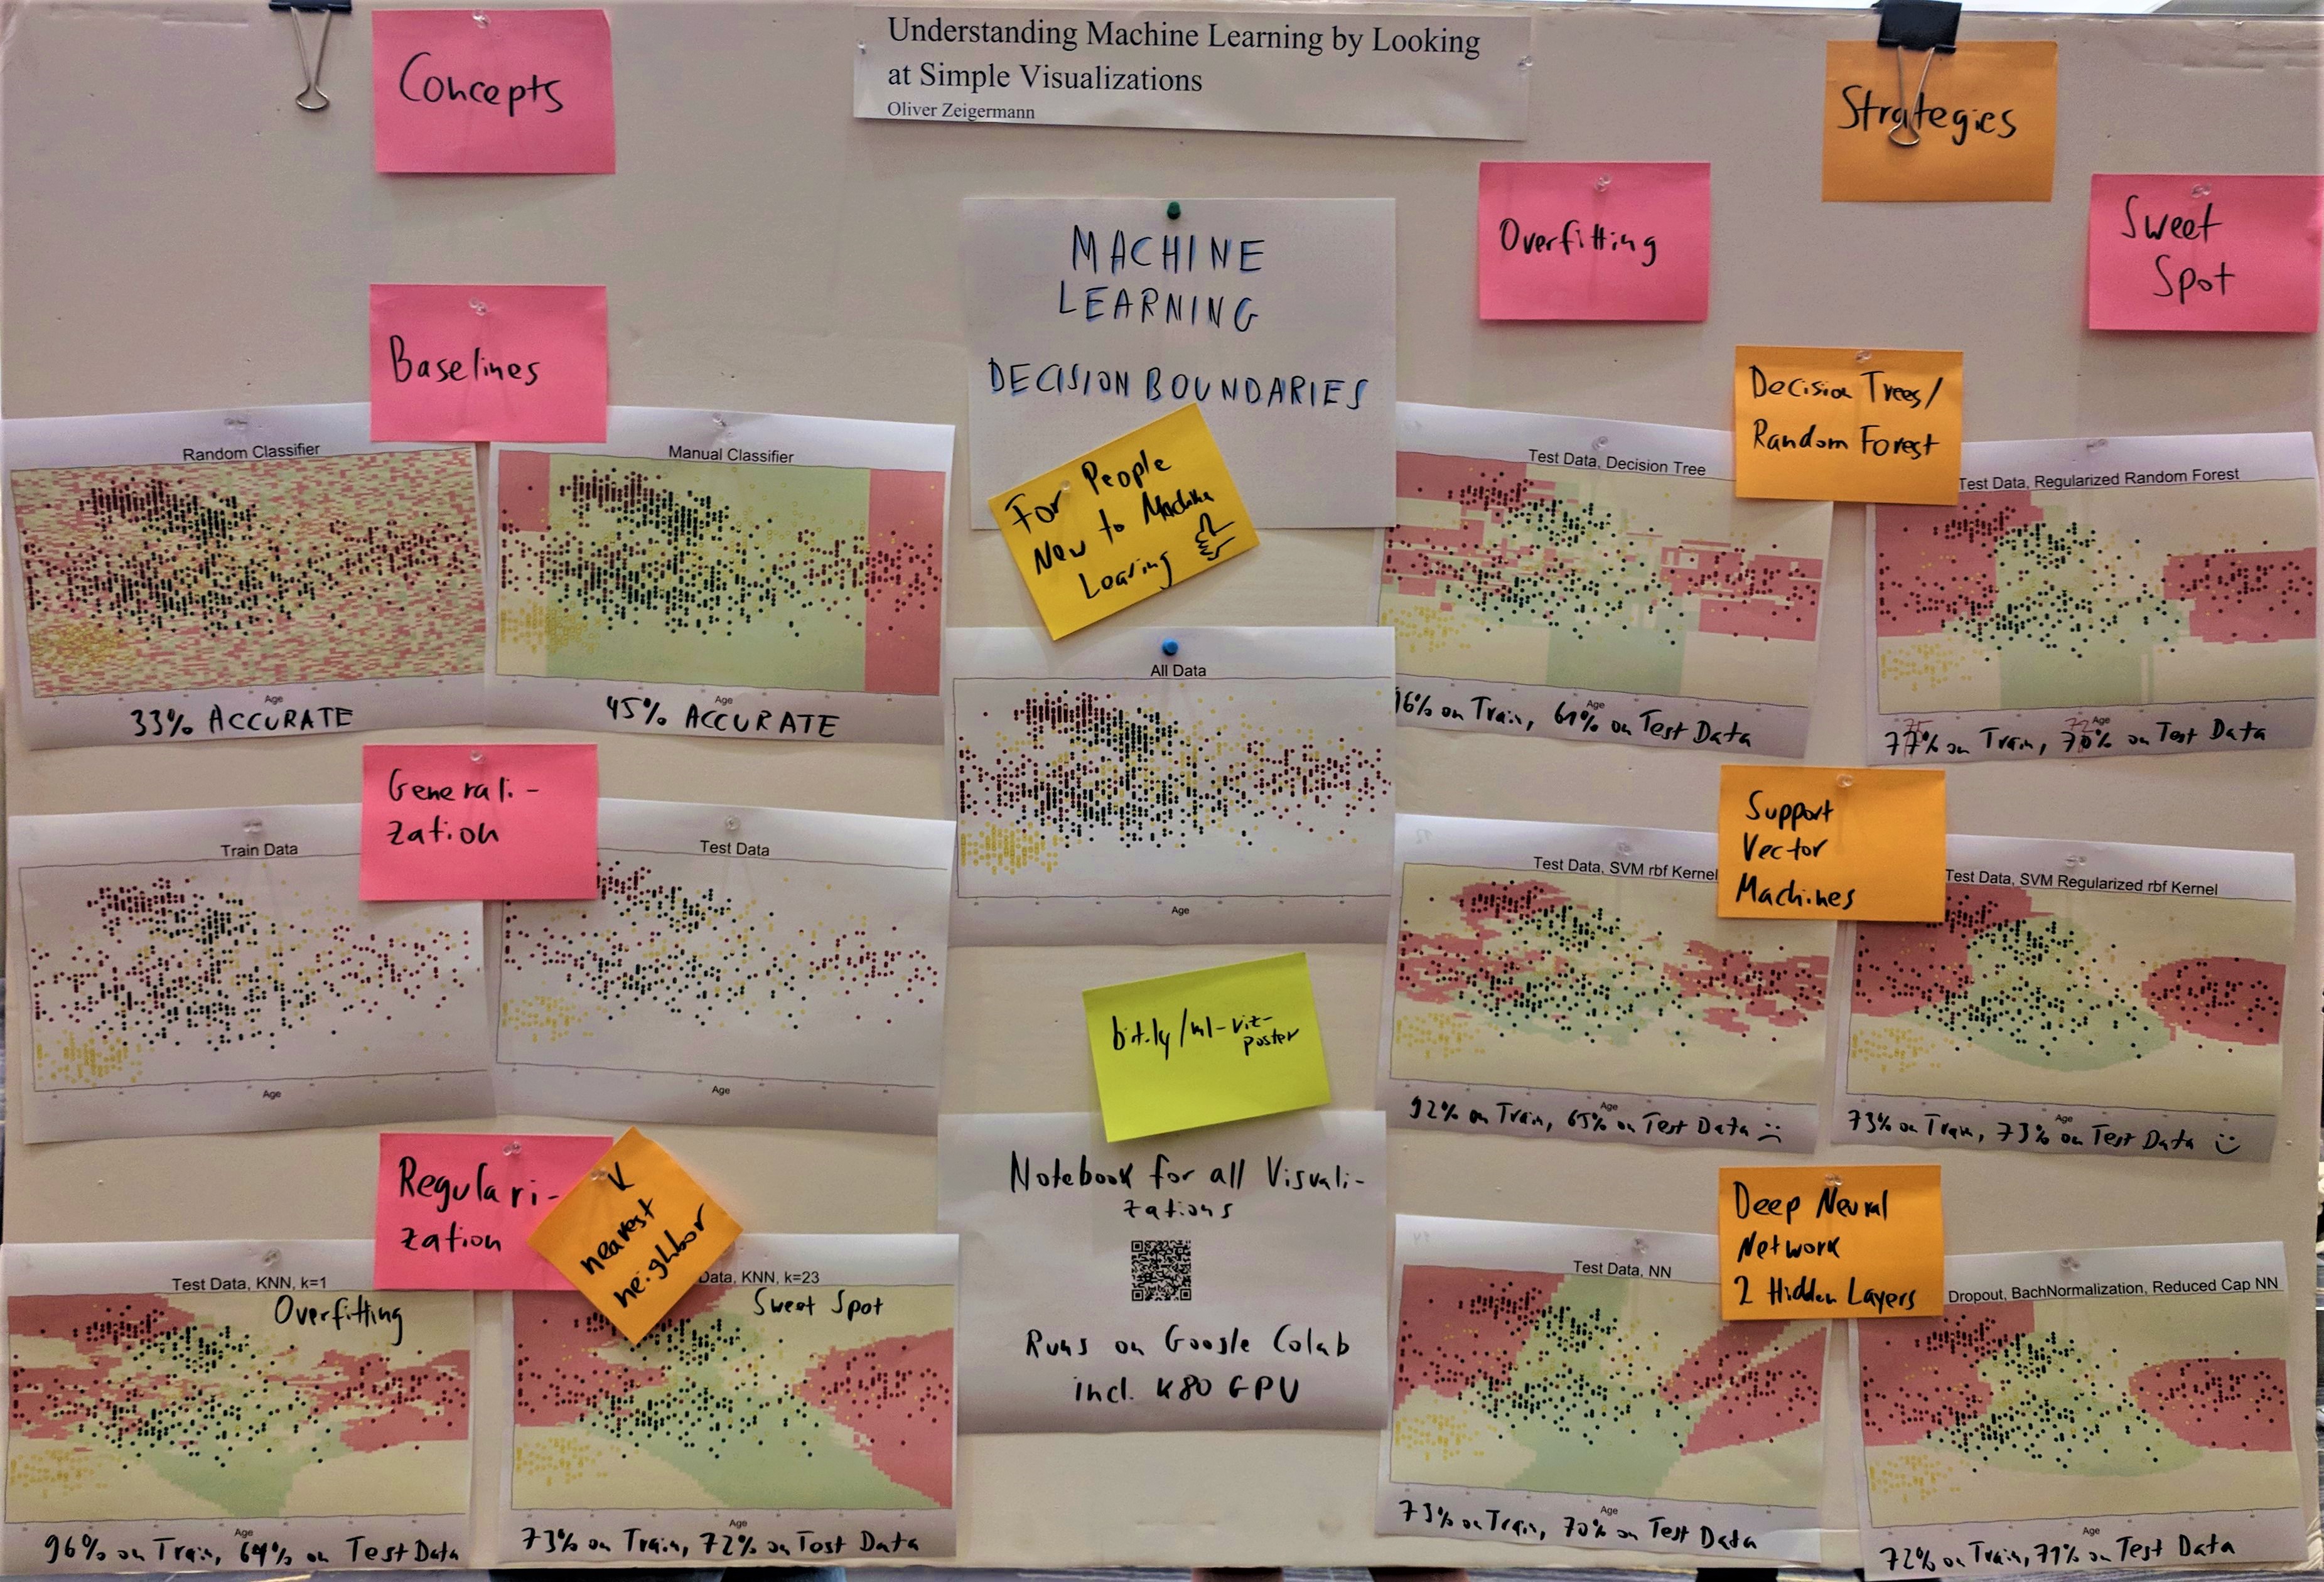 Concepts
Understanding Machine Learning by Looking
at Simple Visualizations
Oliver Zeigermann
Strategies
Overfitting
Sweet
Spot
Baselines
MACHINE
LEARNING
DECISION BOUNDARIES
For People
New to Machine
Learing
Decision Trees/
Random Forest
Random Classifier
Age
33% ACCURATE
Manual Classifier
Age
45% ACCURATE
Test Data, Decision Tree
Age
on Train, on Test Data
Test Data, Regularized Random Forest
Age
on Train, on Test Data
All Data
Age
Generali-
zation
Train Data
Age
Test Data
Age
Support
Vector
Machines
Test Data, SVM rbf Kernel
Age
92% on Train, 65% on Test Data
Test Data, SVM Regularized rbf Kernel
Age
73% on Train, 73% on Test Data
bit.ly/ml-viz-
poster
Notebook for all Visuali-
zations
Runs on Google Colab
incl. K80 GPU
Regulari-
zation
K
nearest
neighbor
Test Data, KNN, k=1
Overfitting
Age
96% on Train, 64% on Test Data
Data, KNN, k=23
Sweet Spot
Age
73% on Train, 72% on Test Data
Deep Neural
Network
2 Hidden Layers
Test Data, NN
Age
73% on Train, 70% on Test Data
Dropout, BachNormalization, Reduced Cap NN
Age
72% on Train, 71% on Test Data